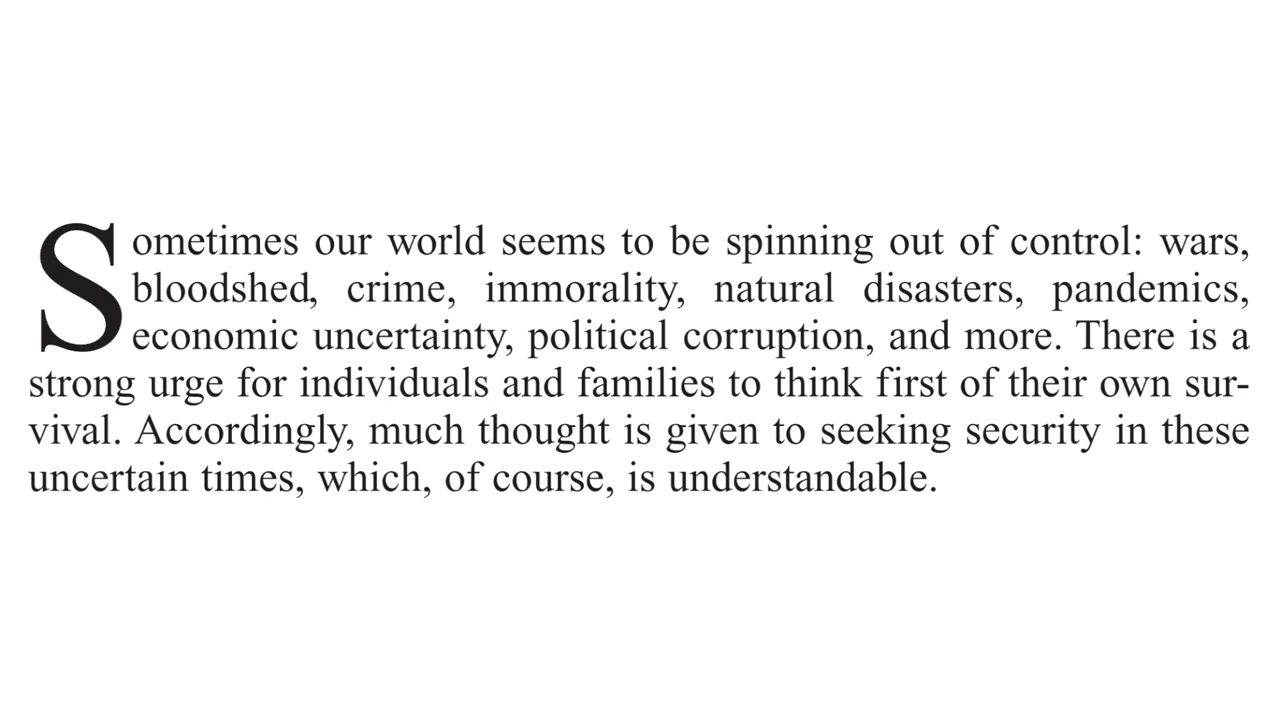 Sometimes our world seems to be spinning out of control: wars,
bloodshed, crime, immorality, natural disasters, pandemics,
economic uncertainty, political corruption, and more. There is a
strong urge for individuals and families to think first of their own sur-
vival. Accordingly, much thought is given to seeking security in these
uncertain times, which, of course, is understandable.